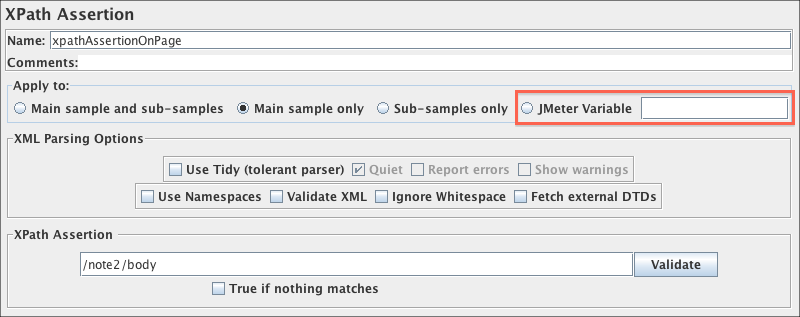 XPath Assertion
Name: xpathAssertionOnPage
Comments:
Apply to:
Main sample and sub-samples Main sample only Sub-samples only JMeter Variable
XML Parsing Options
Use Tidy (tolerant parser) Quiet Report errors Show warnings
Use Namespaces Validate XML Ignore Whitespace Fetch external DTDs
XPath Assertion
/note2/body Validate
True if nothing matches